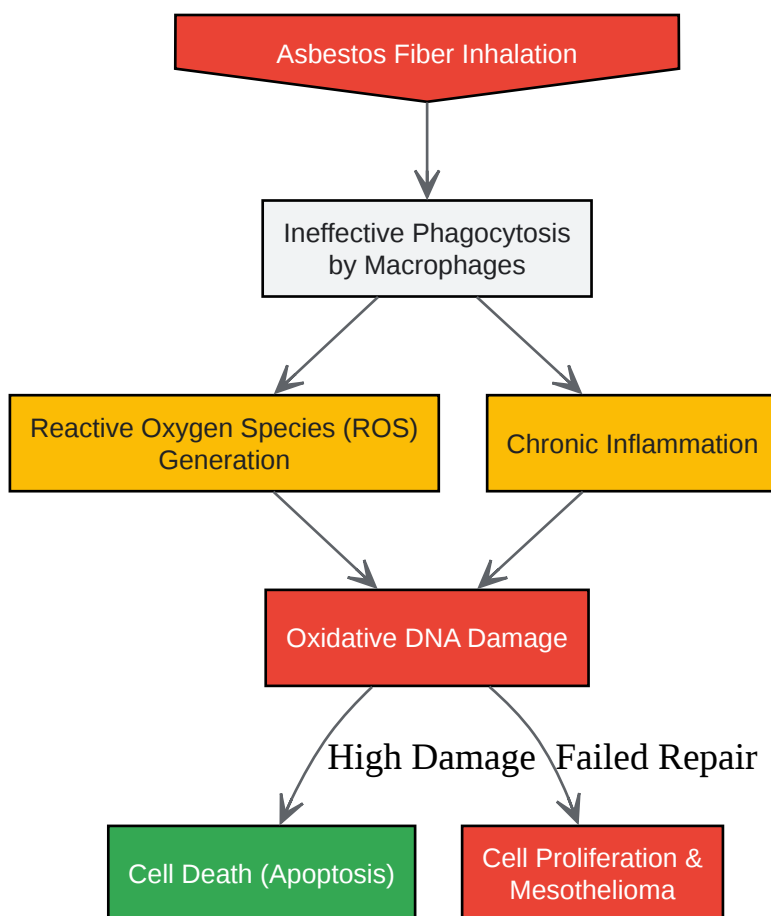 Asbestos Fiber Inhalation
Ineffective Phagocytosis
by Macrophages
Reactive Oxygen Species (ROS)
Generation
Chronic Inflammation
Oxidative DNA Damage
High Damage
Failed Repair
Cell Death (Apoptosis)
Cell Proliferation &
Mesothelioma